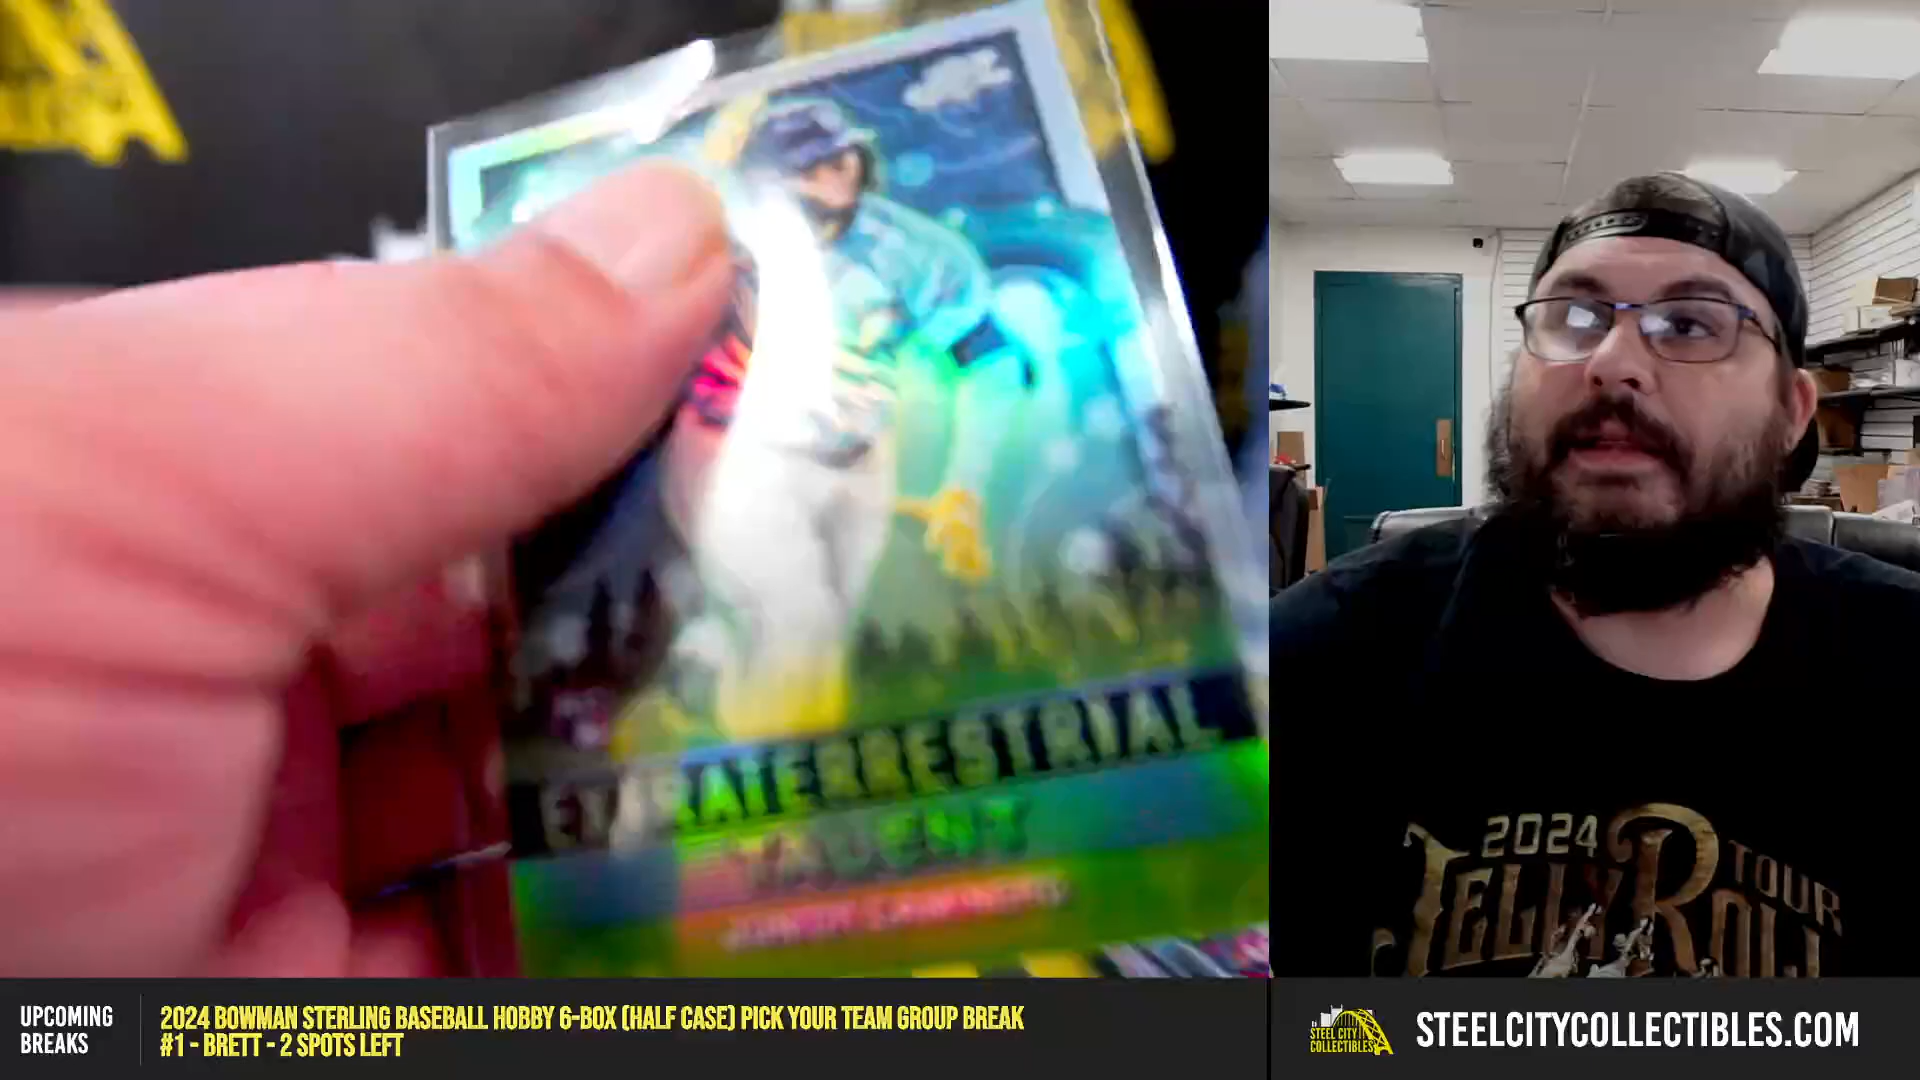 EXTRATERRESTRIAL
TALENT
2024
JELLY ROLL
TOUR
UPCOMING
BREAKS
2024 BOWMAN STERLING BASEBALL HOBBY 6-BOX (HALF CASE) PICK YOUR TEAM GROUP BREAK
#1 - BRETT - 2 SPOTS LEFT
STEEL CITY
COLLECTIBLES
STEELCITYCOLLECTIBLES.COM